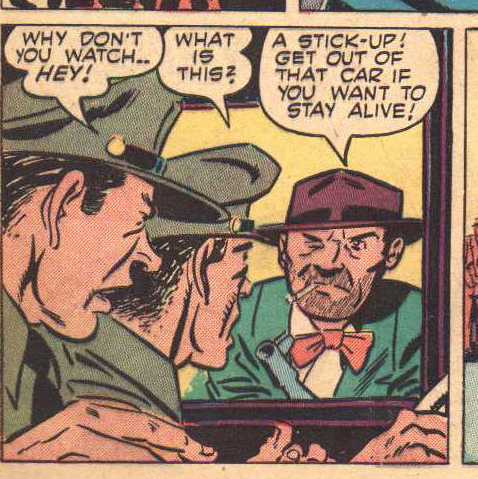 WHY DON'T
YOU WATCH..
HEY!
WHAT
IS
THIS?
A STICK-UP!
GET OUT OF
THAT CAR IF
YOU WANT TO
STAY ALIVE!